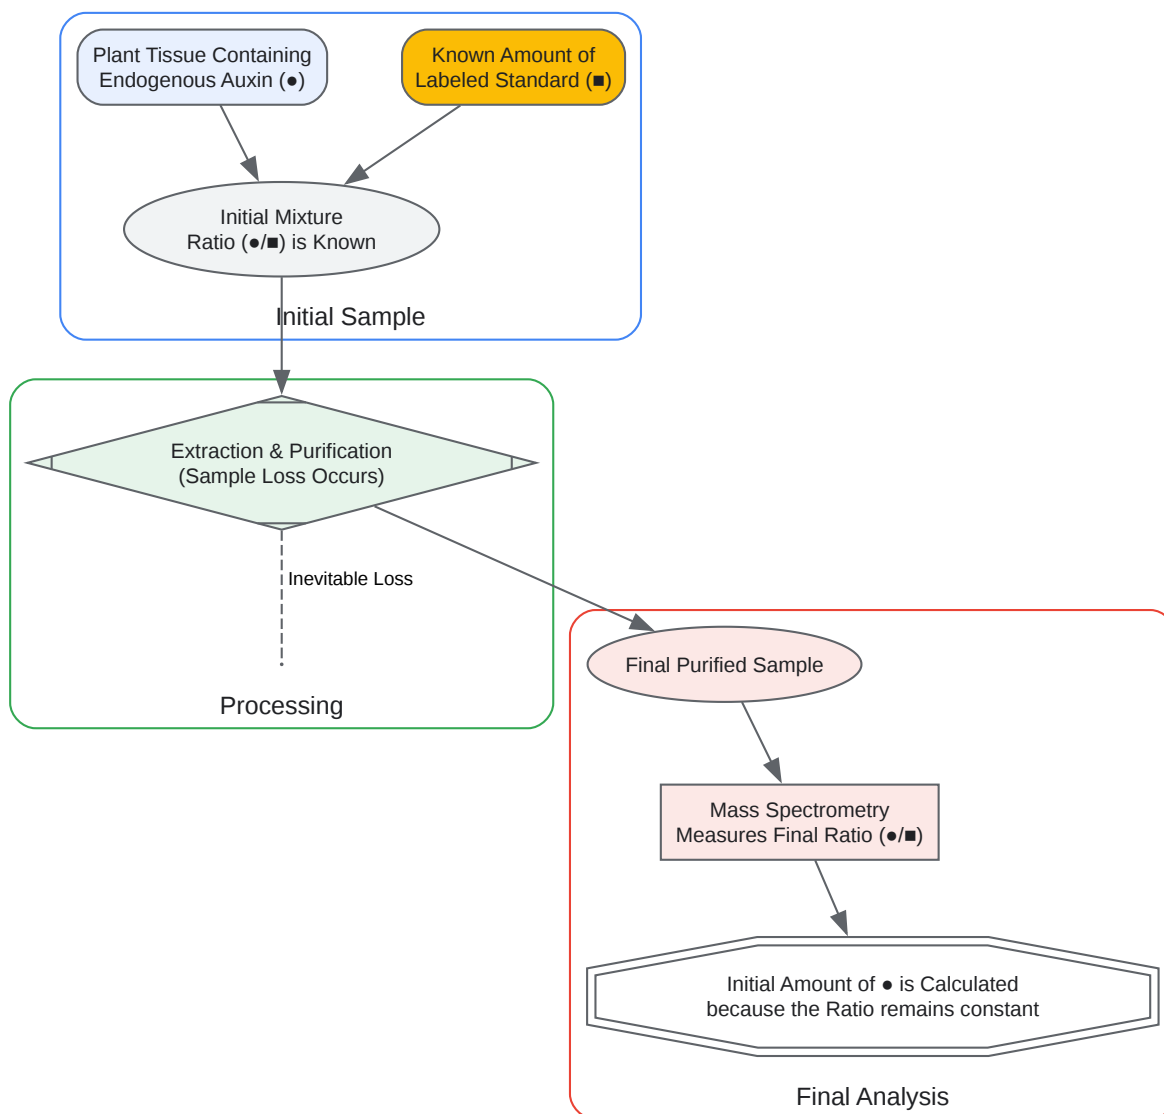 Plant Tissue Containing
Endogenous Auxin (●)
Known Amount of
Labeled Standard (■)
Initial Mixture
Ratio (●/■) is Known
Initial Sample
Extraction & Purification
(Sample Loss Occurs)
Inevitable Loss
Processing
Final Purified Sample
Mass Spectrometry
Measures Final Ratio (●/■)
Initial Amount of ● is Calculated
because the Ratio remains constant
Final Analysis